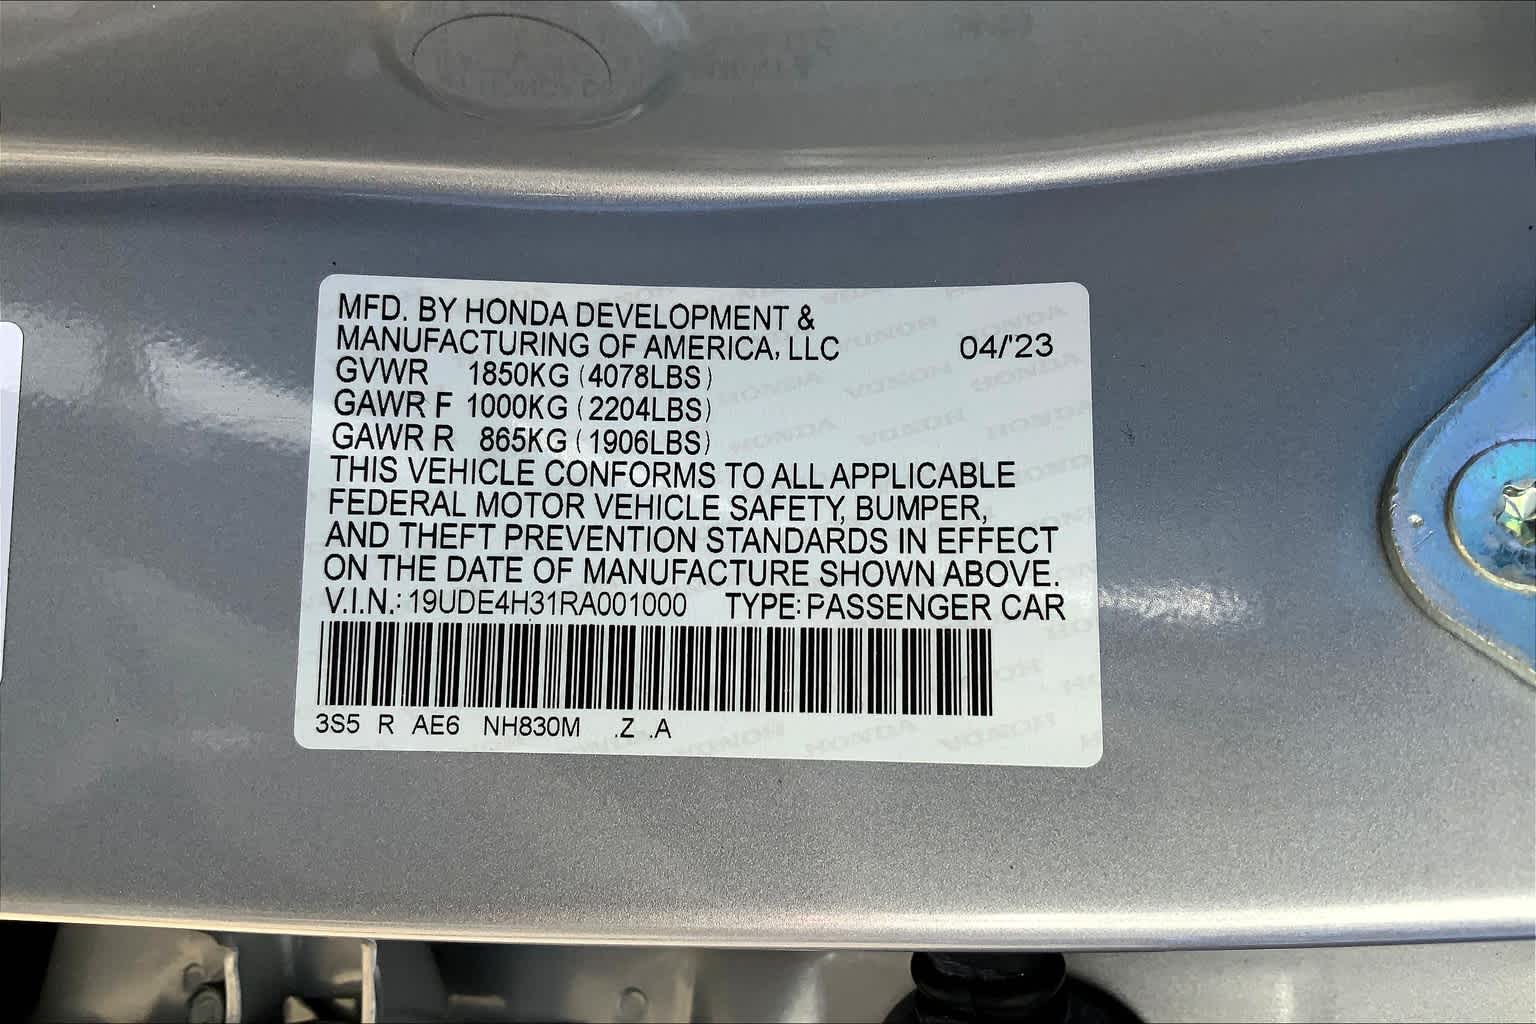 MFD. BY HONDA DEVELOPMENT &
MANUFACTURING OF AMERICA, LLC 04/'23
GVWR 1850KG (4078LBS)
GAWR F 1000KG (2204LBS)
GAWR R 865KG (1906LBS)
THIS VEHICLE CONFORMS TO ALL APPLICABLE
FEDERAL MOTOR VEHICLE SAFETY, BUMPER,
AND THEFT PREVENTION STANDARDS IN EFFECT
ON THE DATE OF MANUFACTURE SHOWN ABOVE.
V.I.N.: 19UDE4H31RA001000 TYPE: PASSENGER CAR
3S5 R AE6 NH830M .Z .A